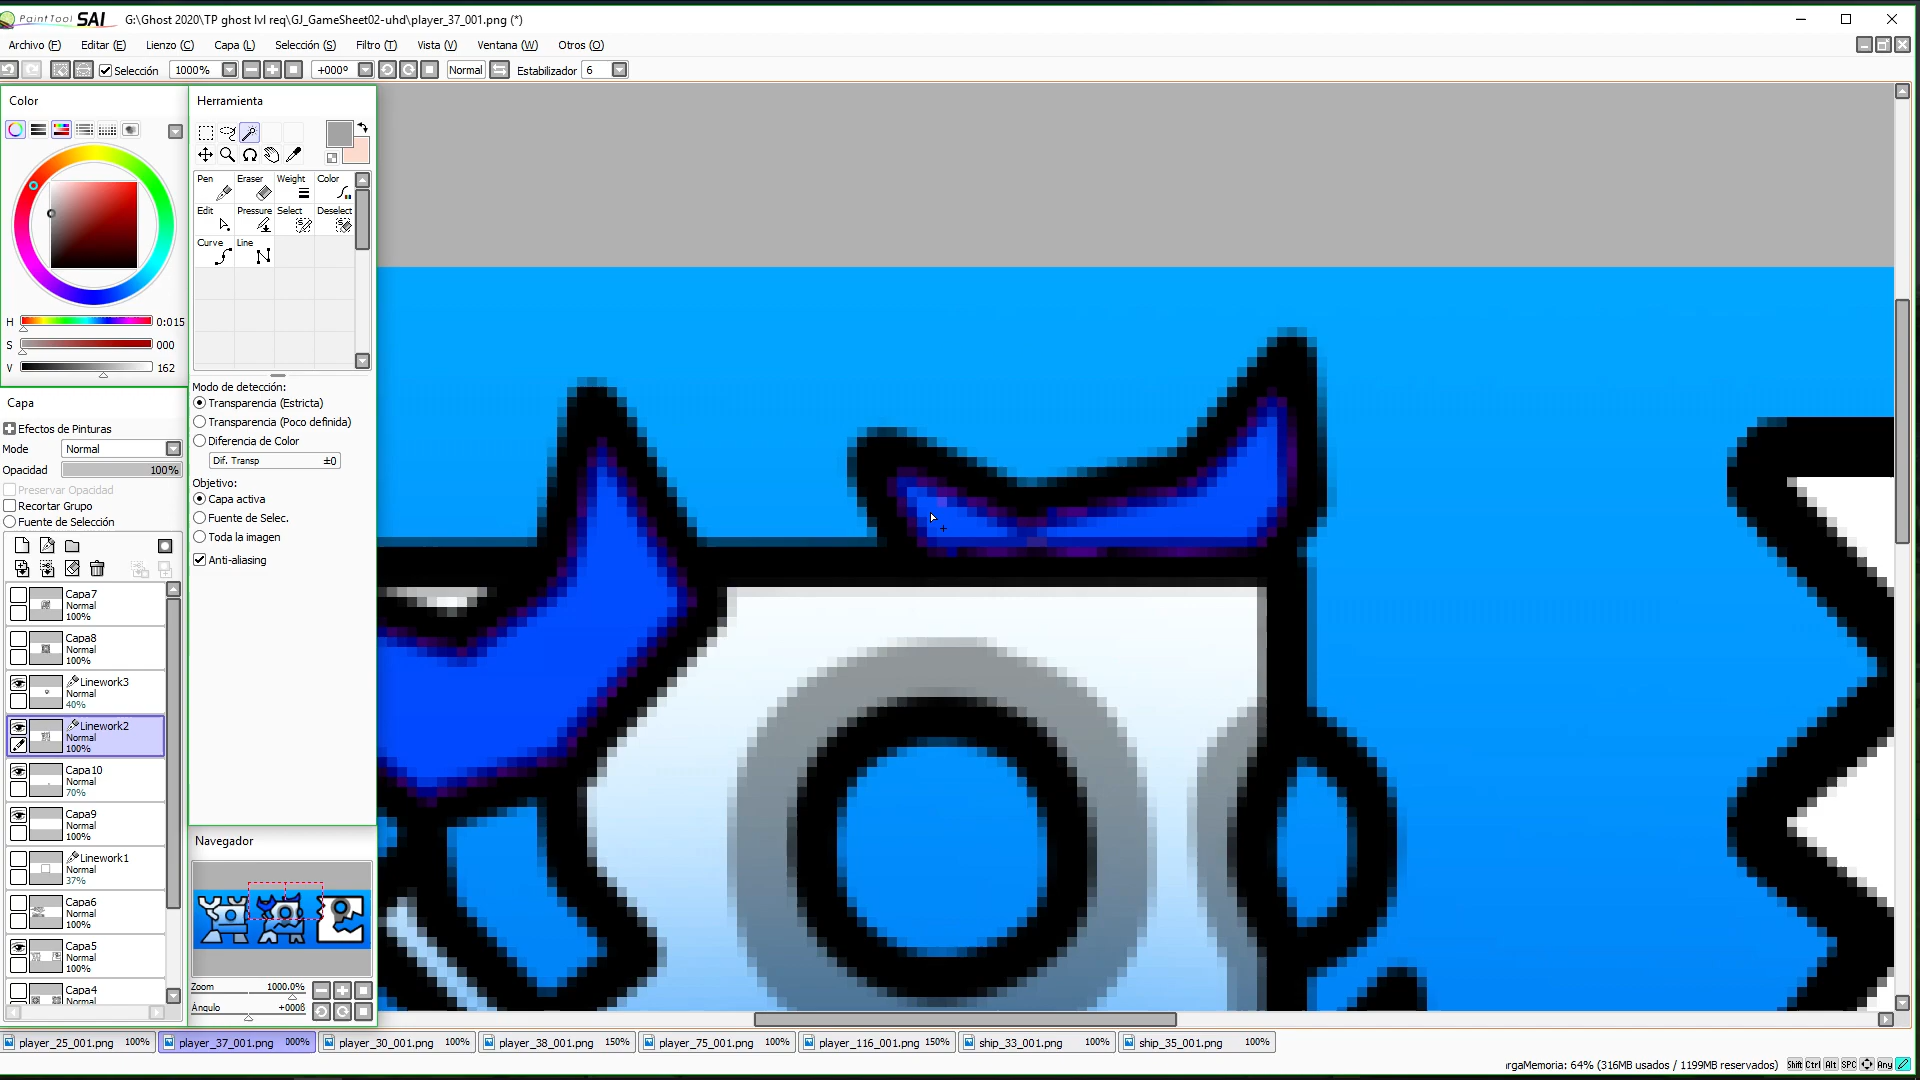 PaintTool SAI G:\Ghost 2020\TP ghost lvl req\GJ_GameSheet02-uhd\player_37_001.png (*)
Archivo (F) Editar (E) Lienzo (C) Capa (L) Selección (S) Filtro (T) Vista (V) Ventana (W) Otros (O)
Selección 1000% +000º Normal Estabilizador 6
Color
H 0:015
S 000
V 162
Capa
Efectos de Pinturas
Mode Normal
Opacidad 100%
Preservar Opacidad
Recortar Grupo
Fuente de Selección
Capa7
Normal
100%
Capa8
Normal
100%
Linework3
Normal
40%
Linework2
Normal
100%
Capa10
Normal
70%
Capa9
Normal
100%
Linework1
Normal
37%
Capa6
Normal
100%
Capa5
Normal
100%
Capa4
Normal
Herramienta
Pen Eraser Weight Color
Edit Pressure Select Deselect
Curve Line
Modo de detección:
Transparencia (Estricta)
Transparencia (Poco definida)
Diferencia de Color
Dif. Transp ±0
Objetivo:
Capa activa
Fuente de Selec.
Toda la imagen
Anti-aliasing
Navegador
Zoom 1000.0%
Ángulo
player_25_001.png 100% player_37_001.png 000% player_30_001.png 100% player_38_001.png 150% player_75_001.png 100% player_116_001.png 150% ship_33_001.png 100% ship_35_001.png 100%
rgaMemoria: 64% (316MB usados / 1199MB reservados) Shift Ctrl Alt SPC Any